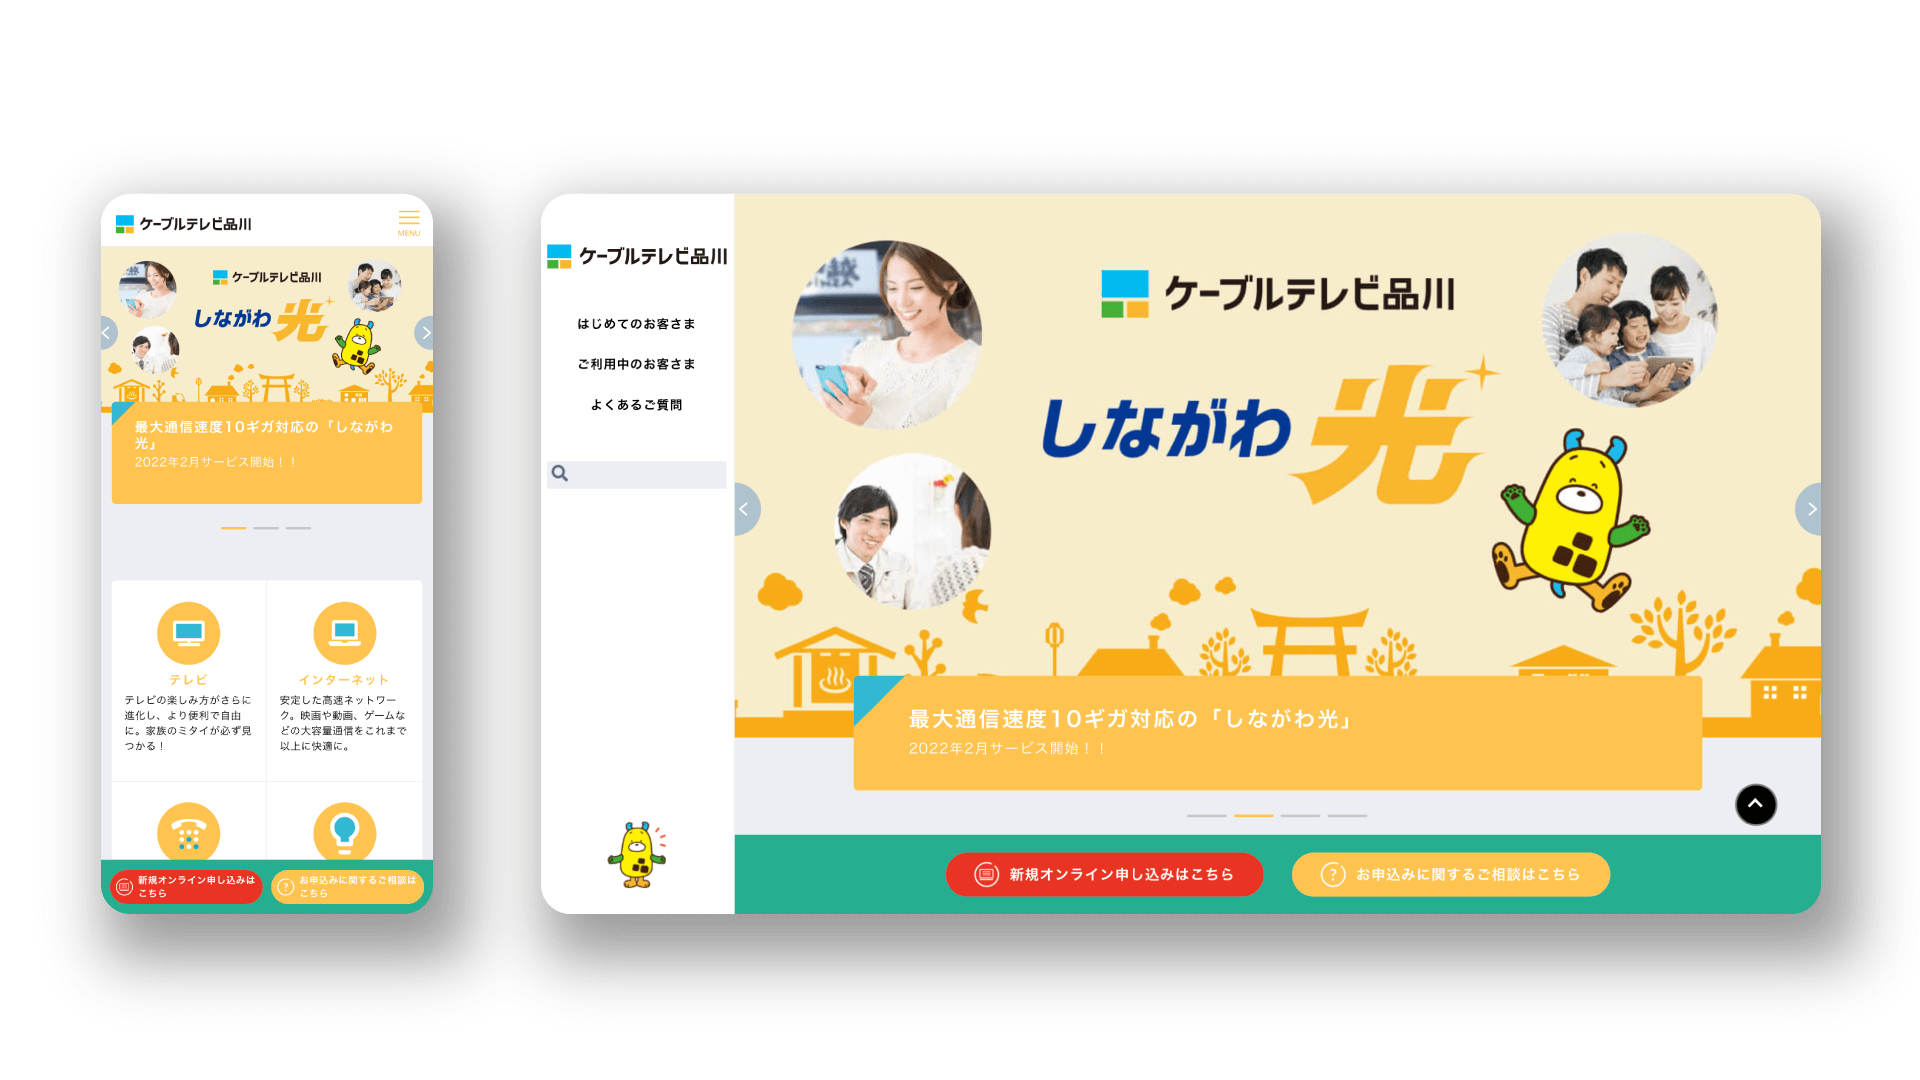 ケーブルテレビ品川
MENU
ケーブルテレビ品川
しながわ光
最大通信速度10ギガ対応の「しながわ
光」
2022年2月サービス開始！！
テレビ
テレビの楽しみ方がさらに
進化し、より便利で自由
に。家族のミタイが必ず見
つかる！
インターネット
安定した高速ネットワー
ク。映画や動画、ゲームな
どの大容量通信をこれまで
以上に快適に。
新規オンライン申し込みは
こちら
お申込みに関するご相談は
こちら
ケーブルテレビ品川
はじめてのお客さま
ご利用中のお客さま
よくあるご質問
ケーブルテレビ品川
しながわ光
最大通信速度10ギガ対応の「しながわ光」
2022年2月サービス開始！！
新規オンライン申し込みはこちら
お申込みに関するご相談はこちら